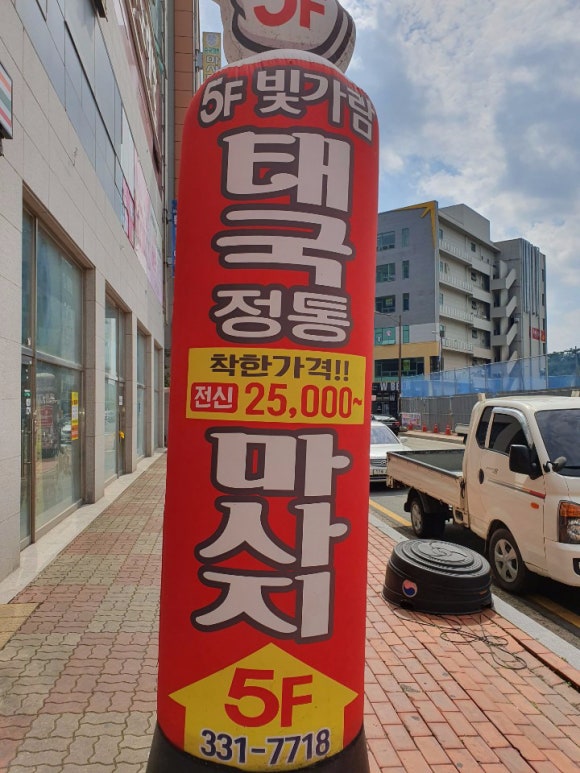 5F
5F 빛가람
태국
정통
착한가격!!
전신 25,000~
마사지
5F
331-7718